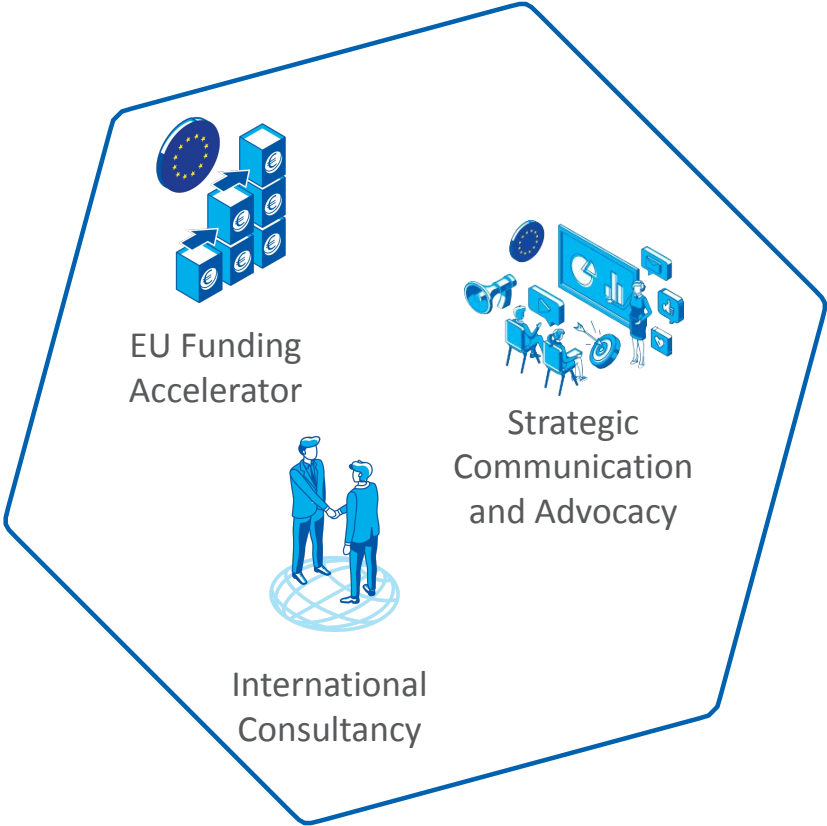 EU Funding
Accelerator
Strategic
Communication
and Advocacy
International
Consultancy